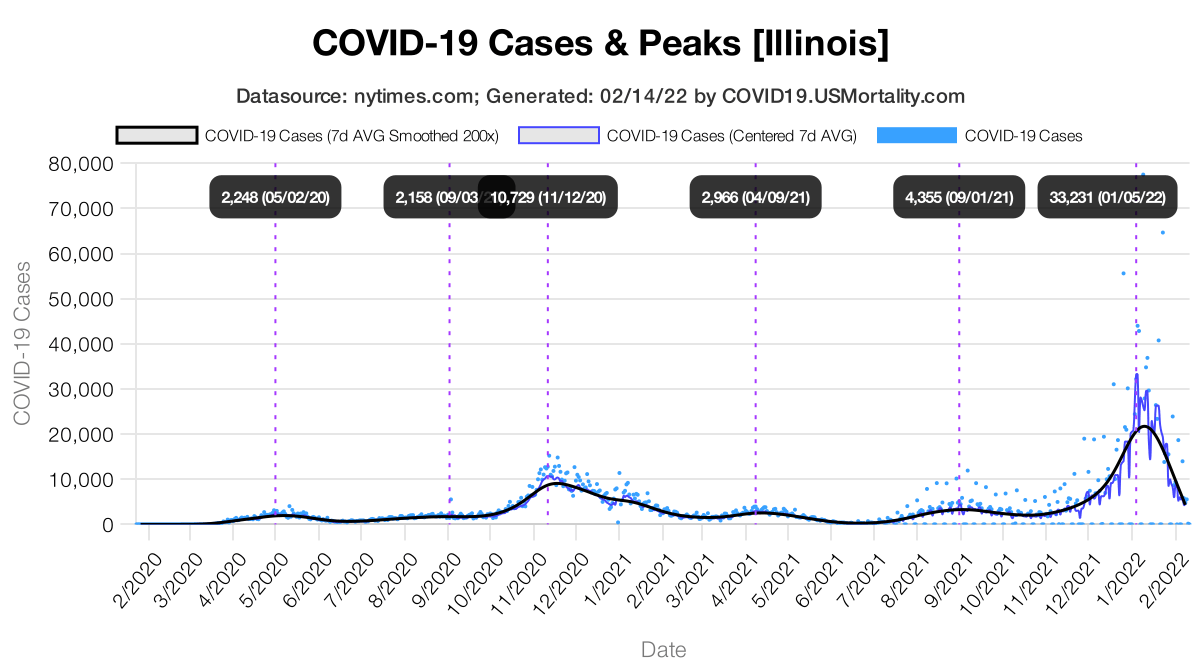 COVID-19 Cases & Peaks [Illinois]
Datasource: nytimes.com; Generated: 02/14/22 by COVID19.USMortality.com
COVID-19 Cases (7d AVG Smoothed 200x) COVID-19 Cases (Centered 7d AVG) COVID-19 Cases
80,000
2,248 (05/02/20) 2,158 (09/03 10,729 (11/12/20) 2,966 (04/09/21) 4,355 (09/01/21) 33,231 (01/05/22)
70,000
60,000
50,000
40,000
30,000
20,000
10,000
0
COVID-19 Cases
2/2020 3/2020 4/2020 5/2020 6/2020 7/2020 8/2020 9/2020 10/2020 11/2020 12/2020 1/2021 2/2021 3/2021 4/2021 5/2021 6/2021 7/2021 8/2021 9/2021 10/2021 11/2021 12/2021 1/2022 2/2022
Date